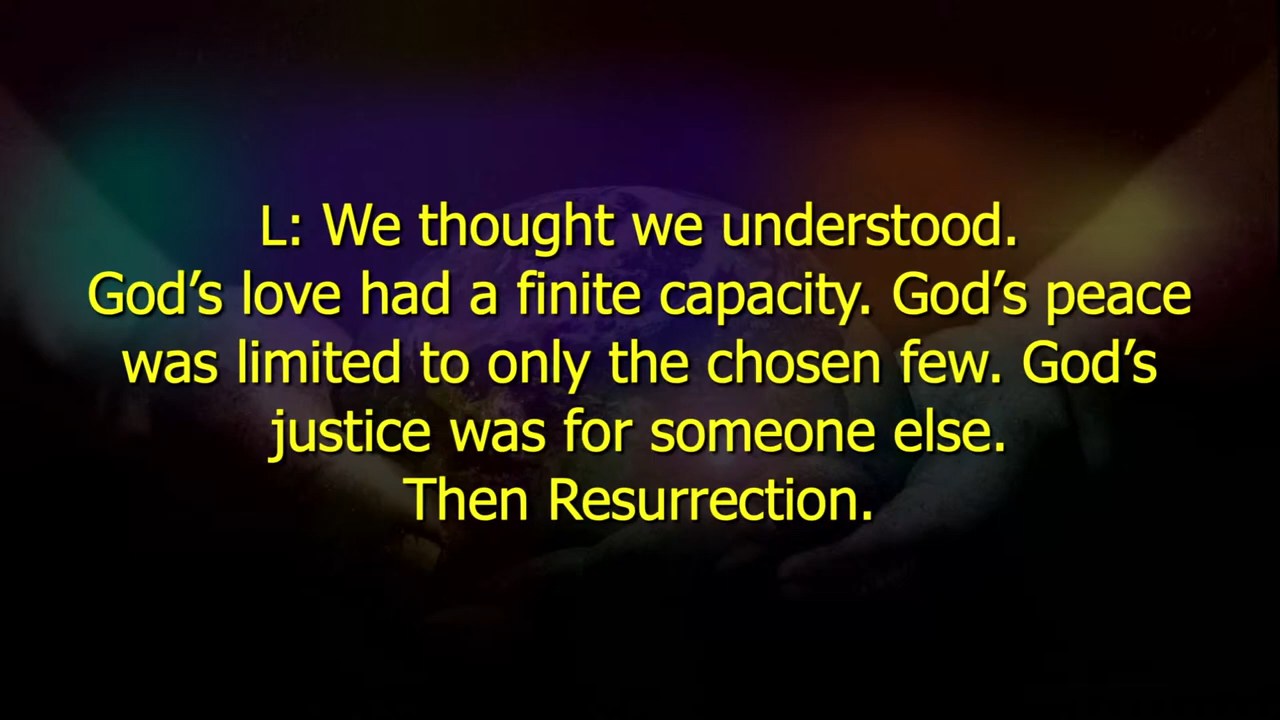 L: We thought we understood.
God’s love had a finite capacity. God’s peace
was limited to only the chosen few. God’s
justice was for someone else.
Then Resurrection.